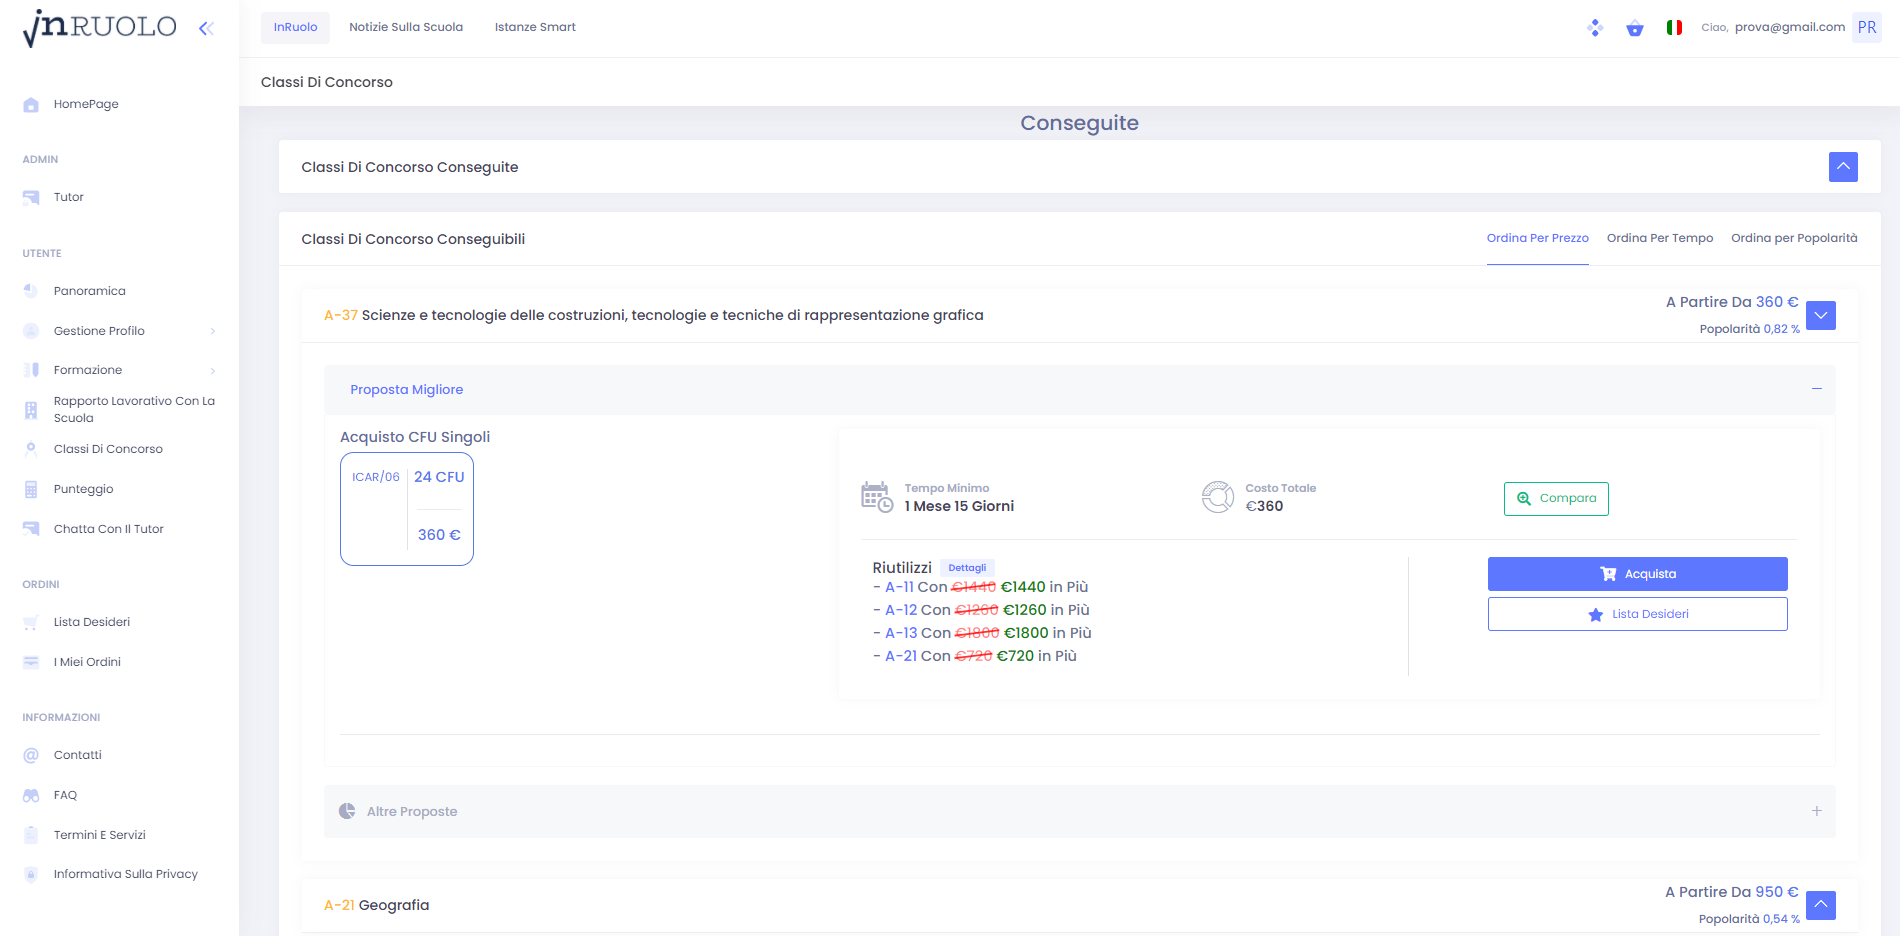 inRUOLO
InRuolo
Notizie Sulla Scuola
Istanze Smart
Ciao, prova@gmail.com PR
Classi Di Concorso
HomePage
ADMIN
Tutor
UTENTE
Panoramica
Gestione Profilo
Formazione
Rapporto Lavorativo Con La
Scuola
Classi Di Concorso
Punteggio
Chatta Con Il Tutor
ORDINI
Lista Desideri
I Miei Ordini
INFORMAZIONI
Contatti
FAQ
Termini E Servizi
Informativa Sulla Privacy
Conseguite
Classi Di Concorso Conseguite
Classi Di Concorso Conseguibili
Ordina Per Prezzo
Ordina Per Tempo
Ordina per Popolarità
A-37 Scienze e tecnologie delle costruzioni, tecnologie e tecniche di rappresentazione grafica
A Partire Da 360 €
Popolarità 0,82 %
Proposta Migliore
Acquisto CFU Singoli
ICAR/06
24 CFU
360 €
Tempo Minimo
1 Mese 15 Giorni
Costo Totale
€360
Compara
Riutilizzi Dettagli
- A-11 Con €1440 €1440 in Più
- A-12 Con €1260 €1260 in Più
- A-13 Con €1800 €1800 in Più
- A-21 Con €720 €720 in Più
Acquista
Lista Desideri
Altre Proposte
A-21 Geografia
A Partire Da 950 €
Popolarità 0,54 %